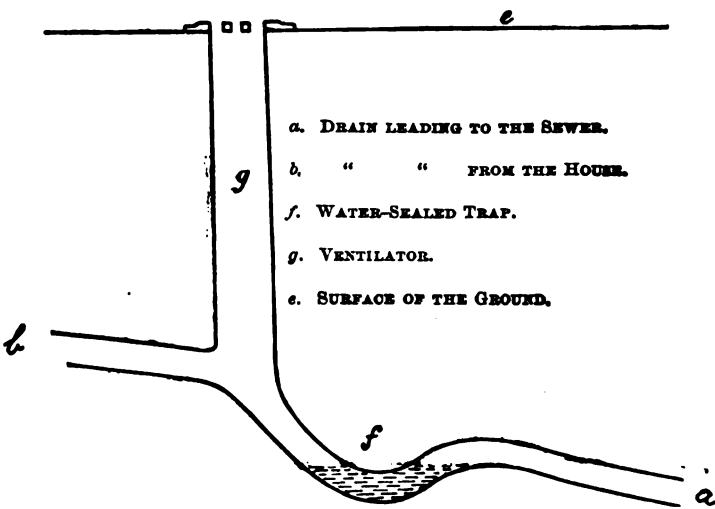 e
a. DRAIN LEADING TO THE SEWER.
g
b. “ “ FROM THE HOUSE.
f. WATER-SEALED TRAP.
g. VENTILATOR.
e. SURFACE OF THE GROUND.
b
f
a